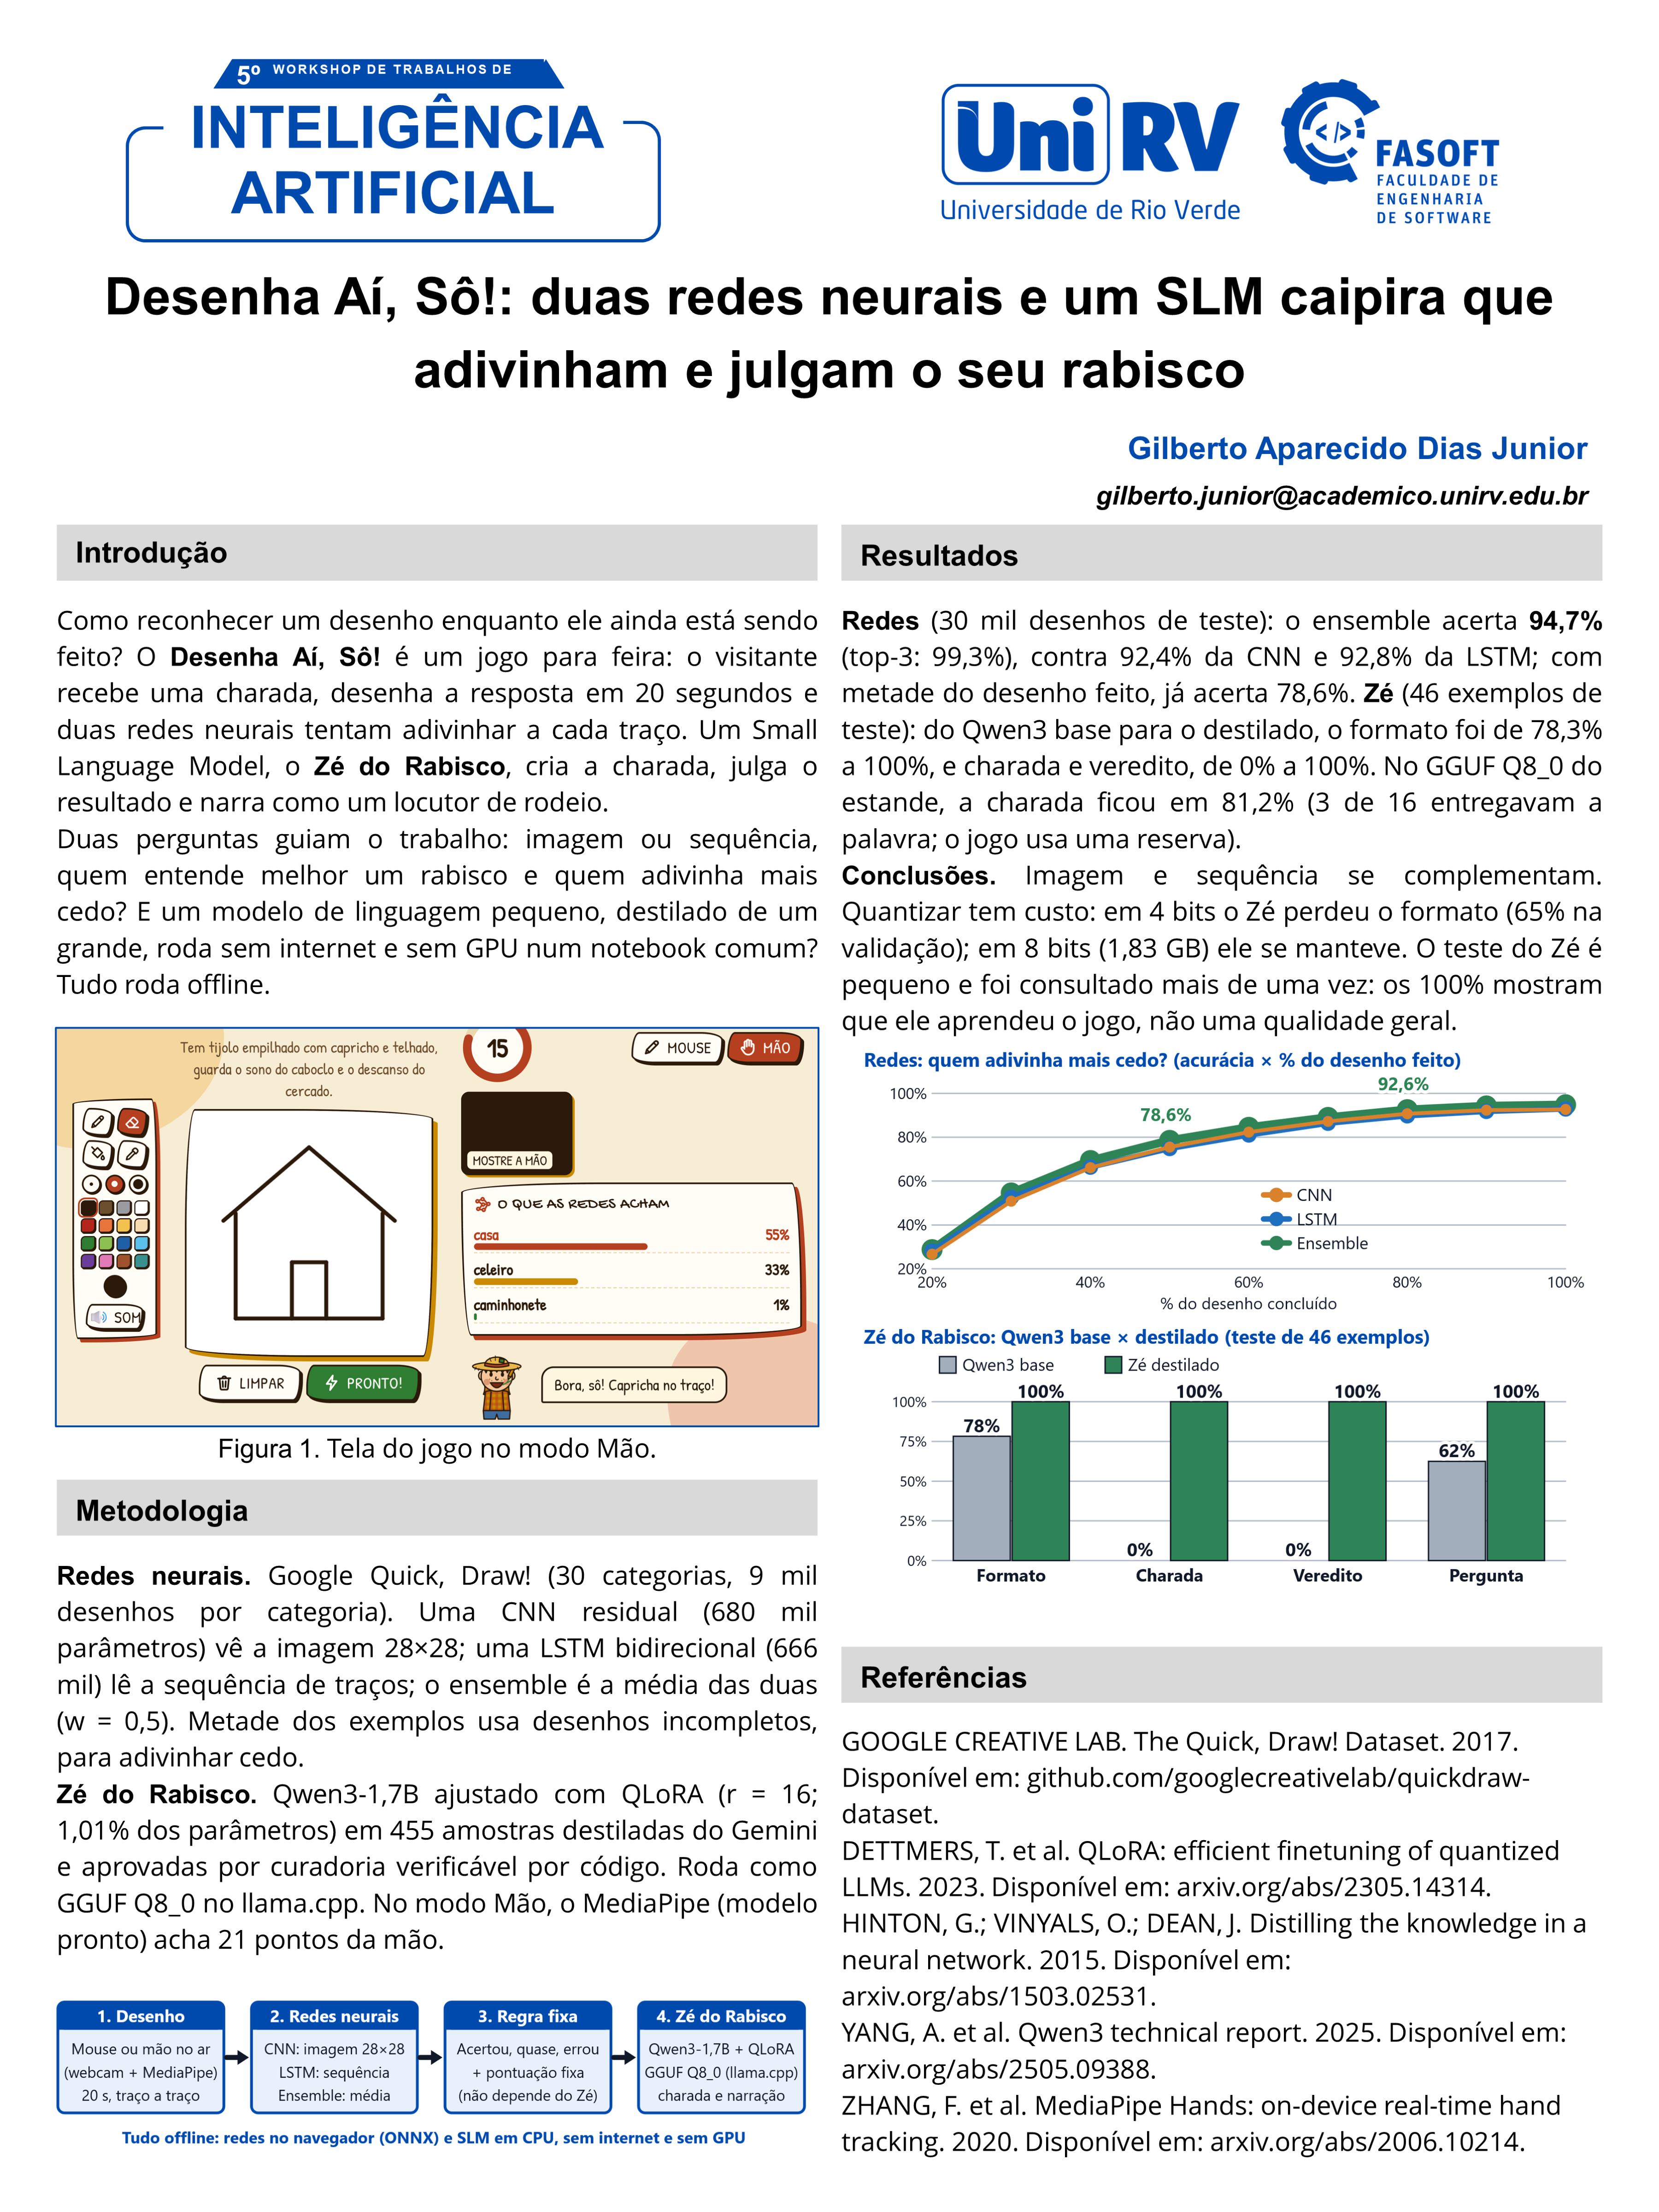 5º WORKSHOP DE TRABALHOS DE
INTELIGÊNCIA
ARTIFICIAL
Uni RV
Universidade de Rio Verde
</>
FASOFT
FACULDADE DE
ENGENHARIA
DE SOFTWARE
Desenha Aí, Sô!: duas redes neurais e um SLM caipira que
adivinham e julgam o seu rabisco
Gilberto Aparecido Dias Junior
gilberto.junior@academico.unirv.edu.br
Introdução
Como reconhecer um desenho enquanto ele ainda está sendo
feito? O Desenha Aí, Sô! é um jogo para feira: o visitante
recebe uma charada, desenha a resposta em 20 segundos e
duas redes neurais tentam adivinhar a cada traço. Um Small
Language Model, o Zé do Rabisco, cria a charada, julga o
resultado e narra como um locutor de rodeio.
Duas perguntas guiam o trabalho: imagem ou sequência,
quem entende melhor um rabisco e quem adivinha mais
cedo? E um modelo de linguagem pequeno, destilado de um
grande, roda sem internet e sem GPU num notebook comum?
Tudo roda offline.
Tem tijolo empilhado com capricho e telhado,
guarda o sono do caboclo e o descanso do
cercado.
15
MOUSE
MÃO
MOSTRE A MÃO
O QUE AS REDES ACHAM
casa 55%
celeiro 33%
caminhonete 1%
SOM
LIMPAR
PRONTO!
Bora, sô! Capricha no traço!
Figura 1. Tela do jogo no modo Mão.
Metodologia
Redes neurais. Google Quick, Draw! (30 categorias, 9 mil
desenhos por categoria). Uma CNN residual (680 mil
parâmetros) vê a imagem 28×28; uma LSTM bidirecional (666
mil) lê a sequência de traços; o ensemble é a média das duas
(w = 0,5). Metade dos exemplos usa desenhos incompletos,
para adivinhar cedo.
Zé do Rabisco. Qwen3-1,7B ajustado com QLoRA (r = 16;
1,01% dos parâmetros) em 455 amostras destiladas do Gemini
e aprovadas por curadoria verificável por código. Roda como
GGUF Q8_0 no llama.cpp. No modo Mão, o MediaPipe (modelo
pronto) acha 21 pontos da mão.
1. Desenho
Mouse ou mão no ar
(webcam + MediaPipe)
20 s, traço a traço
2. Redes neurais
CNN: imagem 28×28
LSTM: sequência
Ensemble: média
3. Regra fixa
Acertou, quase, errou
+ pontuação fixa
(não depende do Zé)
4. Zé do Rabisco
Qwen3-1,7B + QLoRA
GGUF Q8_0 (llama.cpp)
charada e narração
Tudo offline: redes no navegador (ONNX) e SLM em CPU, sem internet e sem GPU
Resultados
Redes (30 mil desenhos de teste): o ensemble acerta 94,7%
(top-3: 99,3%), contra 92,4% da CNN e 92,8% da LSTM; com
metade do desenho feito, já acerta 78,6%. Zé (46 exemplos de
teste): do Qwen3 base para o destilado, o formato foi de 78,3%
a 100%, e charada e veredito, de 0% a 100%. No GGUF Q8_0 do
estande, a charada ficou em 81,2% (3 de 16 entregavam a
palavra; o jogo usa uma reserva).
Conclusões. Imagem e sequência se complementam.
Quantizar tem custo: em 4 bits o Zé perdeu o formato (65% na
validação); em 8 bits (1,83 GB) ele se manteve. O teste do Zé é
pequeno e foi consultado mais de uma vez: os 100% mostram
que ele aprendeu o jogo, não uma qualidade geral.
Redes: quem adivinha mais cedo? (acurácia × % do desenho feito)
100%
80%
60%
40%
20%
78,6%
92,6%
CNN
LSTM
Ensemble
20% 40% 60% 80% 100%
% do desenho concluído
Zé do Rabisco: Qwen3 base × destilado (teste de 46 exemplos)
Qwen3 base Zé destilado
100%
75%
50%
25%
0%
78% 100% 0% 100% 0% 100% 62% 100%
Formato Charada Veredito Pergunta
Referências
GOOGLE CREATIVE LAB. The Quick, Draw! Dataset. 2017.
Disponível em: github.com/googlecreativelab/quickdraw-
dataset.
DETTMERS, T. et al. QLoRA: efficient finetuning of quantized
LLMs. 2023. Disponível em: arxiv.org/abs/2305.14314.
HINTON, G.; VINYALS, O.; DEAN, J. Distilling the knowledge in a
neural network. 2015. Disponível em:
arxiv.org/abs/1503.02531.
YANG, A. et al. Qwen3 technical report. 2025. Disponível em:
arxiv.org/abs/2505.09388.
ZHANG, F. et al. MediaPipe Hands: on-device real-time hand
tracking. 2020. Disponível em: arxiv.org/abs/2006.10214.